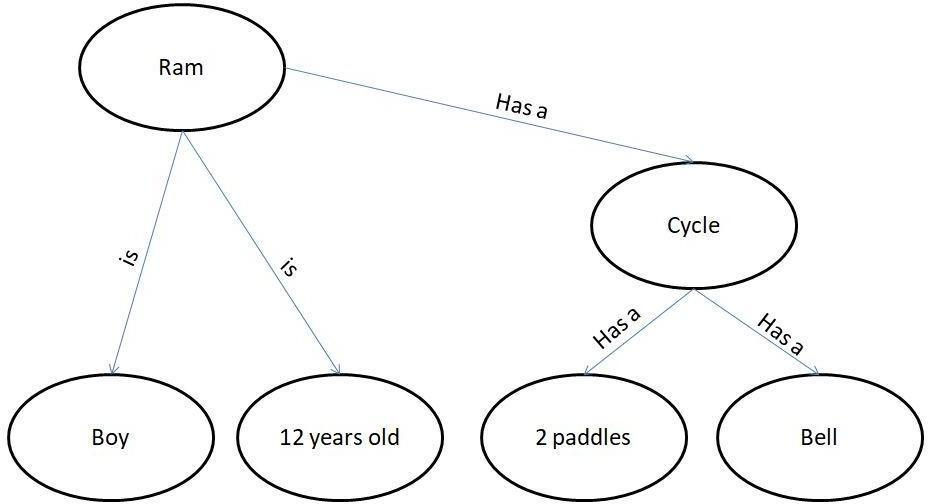 Ram
Has a
Cycle
is
is
Has a
Has a
Boy
12 years old
2 paddles
Bell